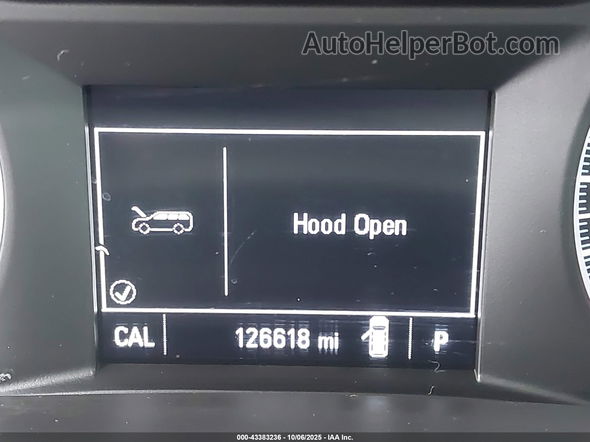 AutoHelperBot.com
Hood Open
CAL 126618 mi P
000-43383236 - 10/06/2025 - IAA Inc.